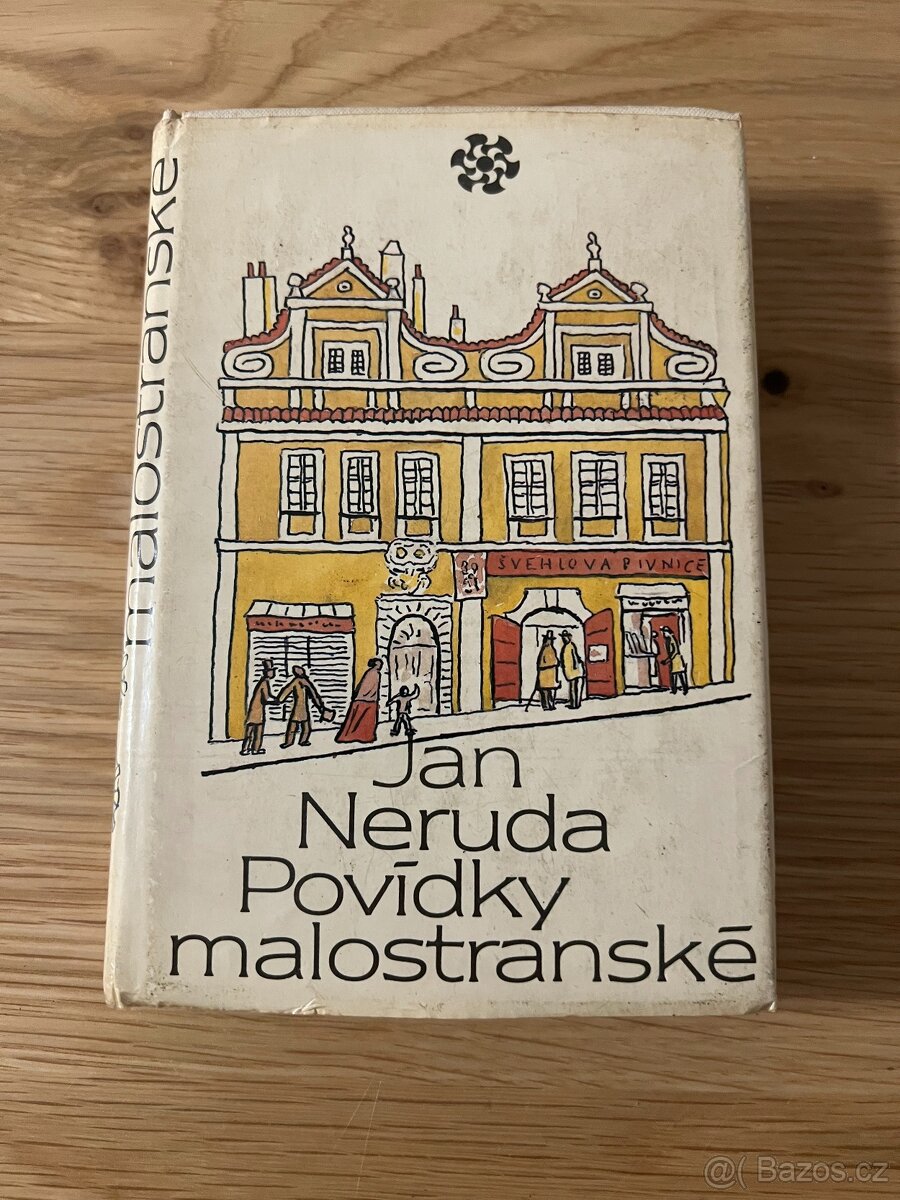 malostranské
ŠVEHLOVA PIVNICE
Jan
Neruda
Povídky
malostranské
@( Bazos.cz